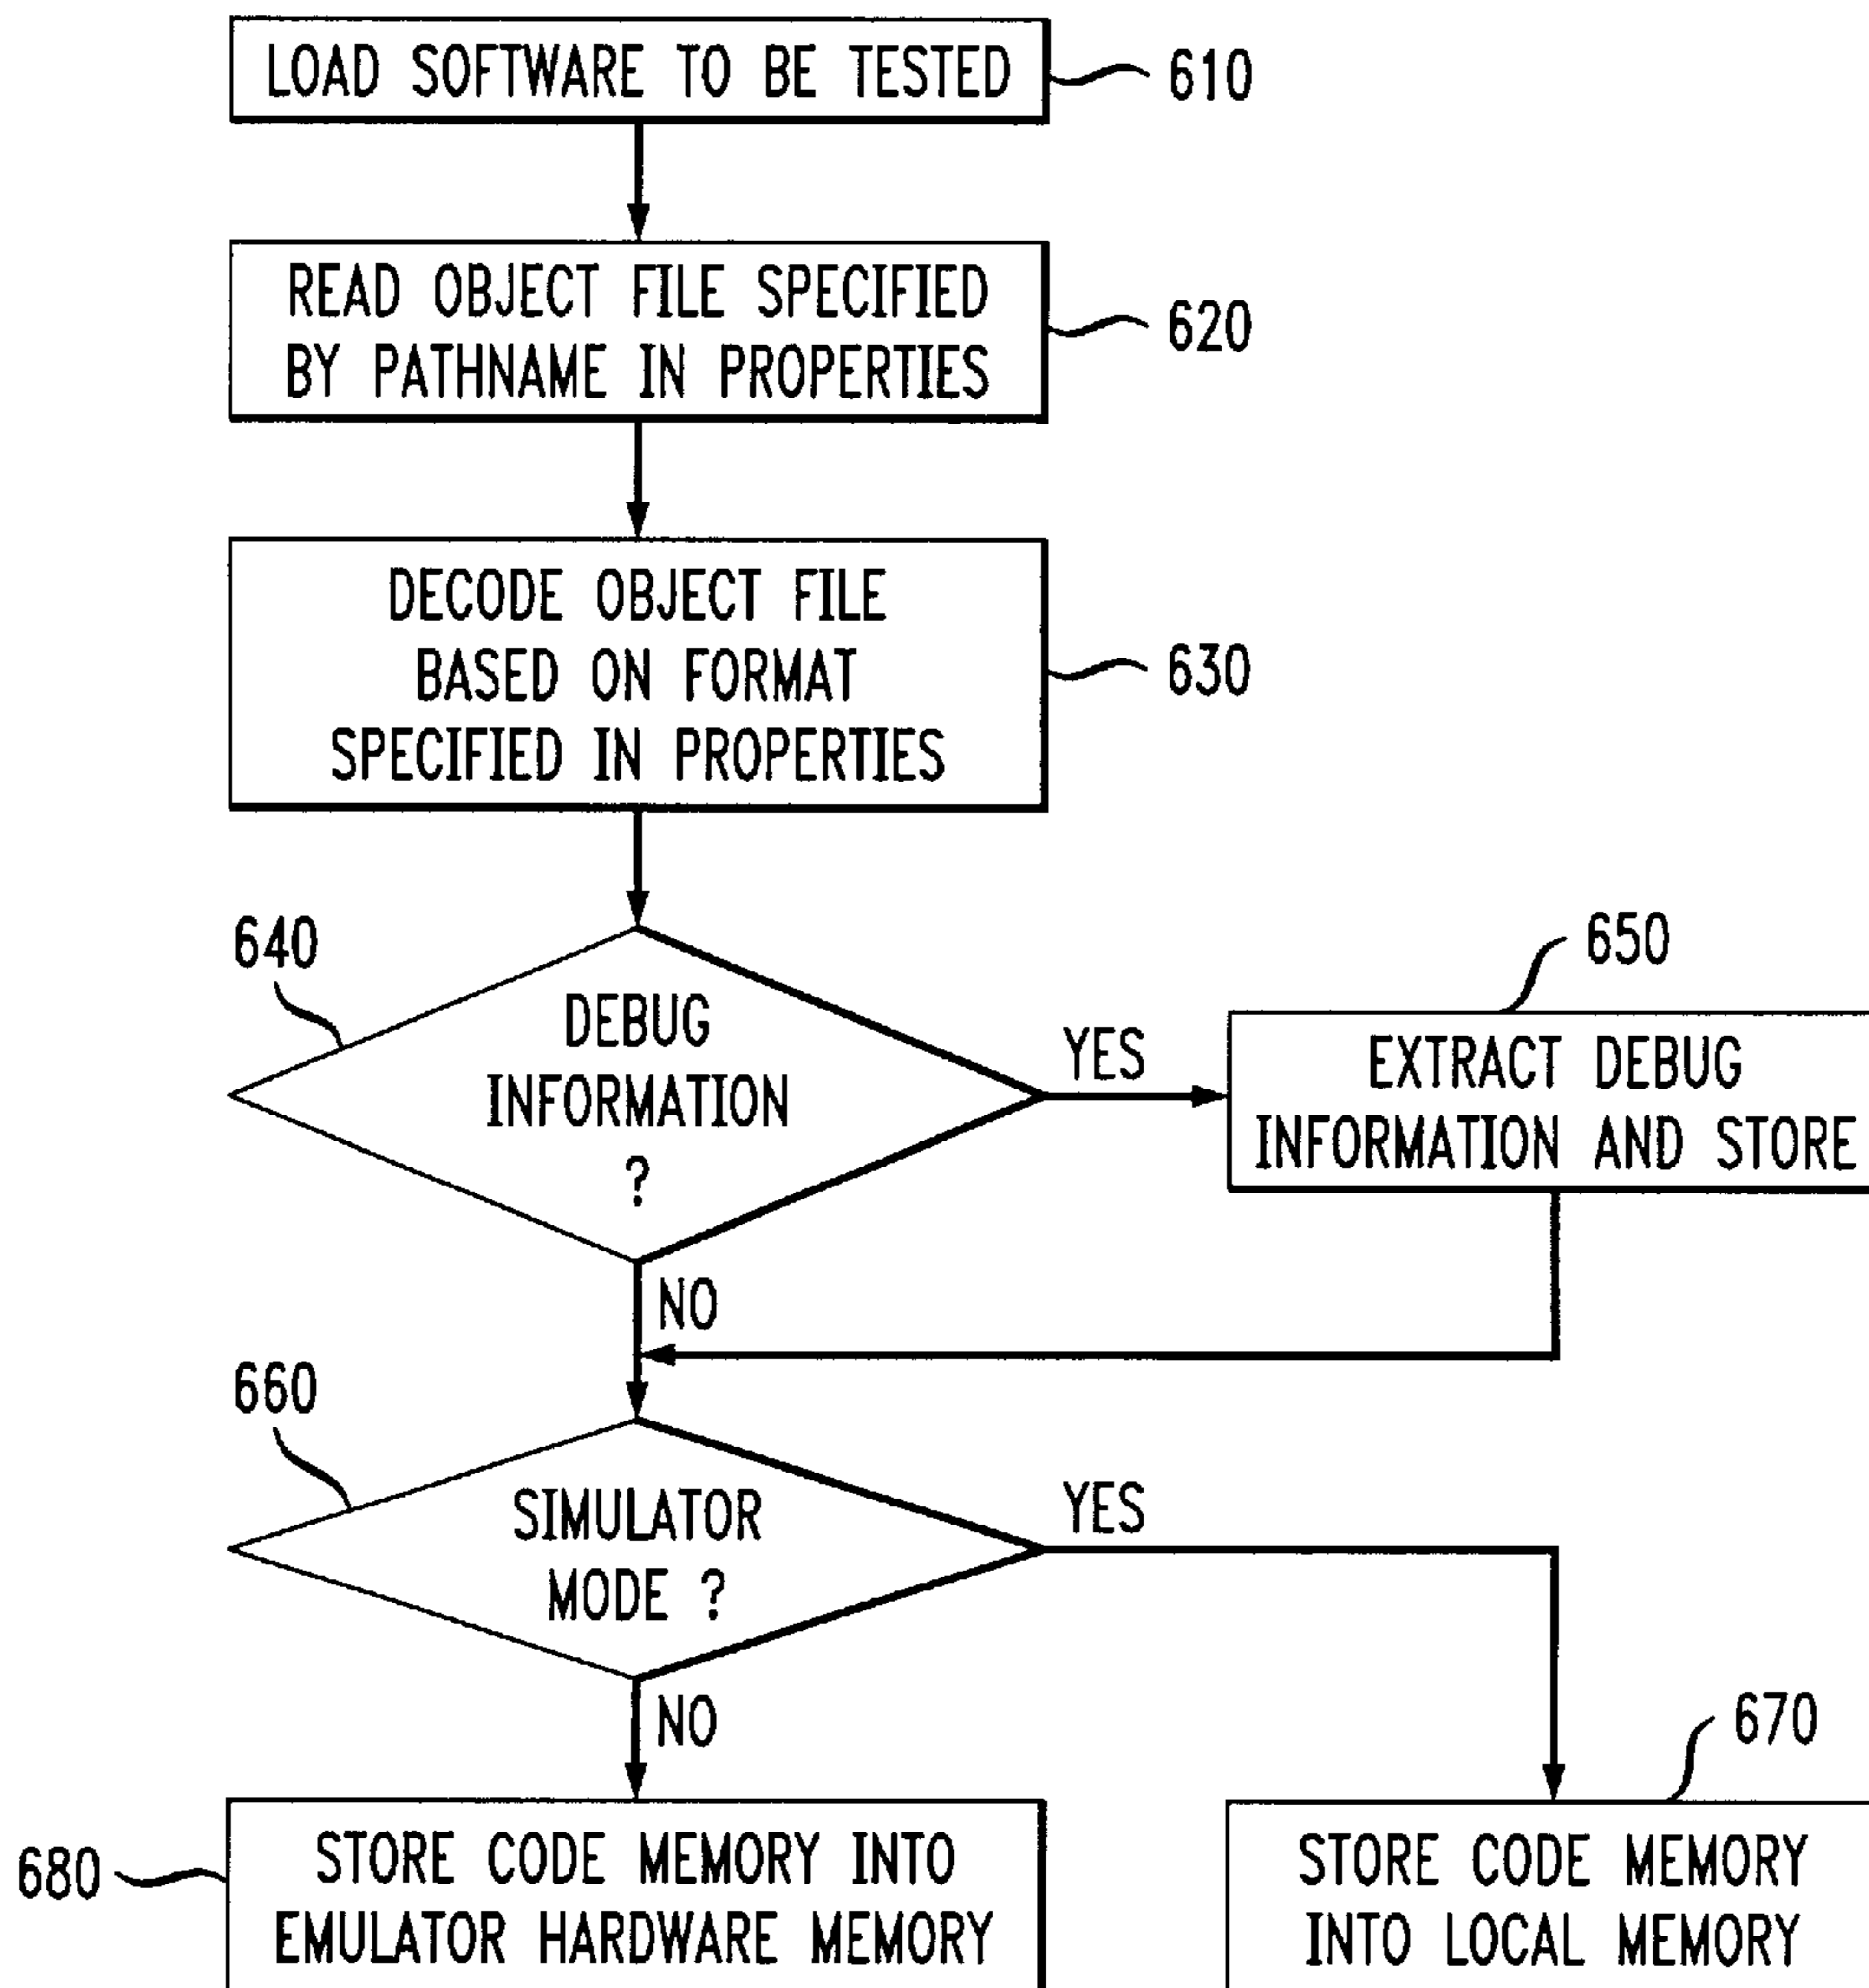 LOAD SOFTWARE TO BE TESTED
610
READ OBJECT FILE SPECIFIED
BY PATHNAME IN PROPERTIES
620
DECODE OBJECT FILE
BASED ON FORMAT
SPECIFIED IN PROPERTIES
630
640
DEBUG
INFORMATION
?
YES
650
EXTRACT DEBUG
INFORMATION AND STORE
NO
660
SIMULATOR
MODE ?
YES
NO
670
680
STORE CODE MEMORY INTO
EMULATOR HARDWARE MEMORY
STORE CODE MEMORY
INTO LOCAL MEMORY